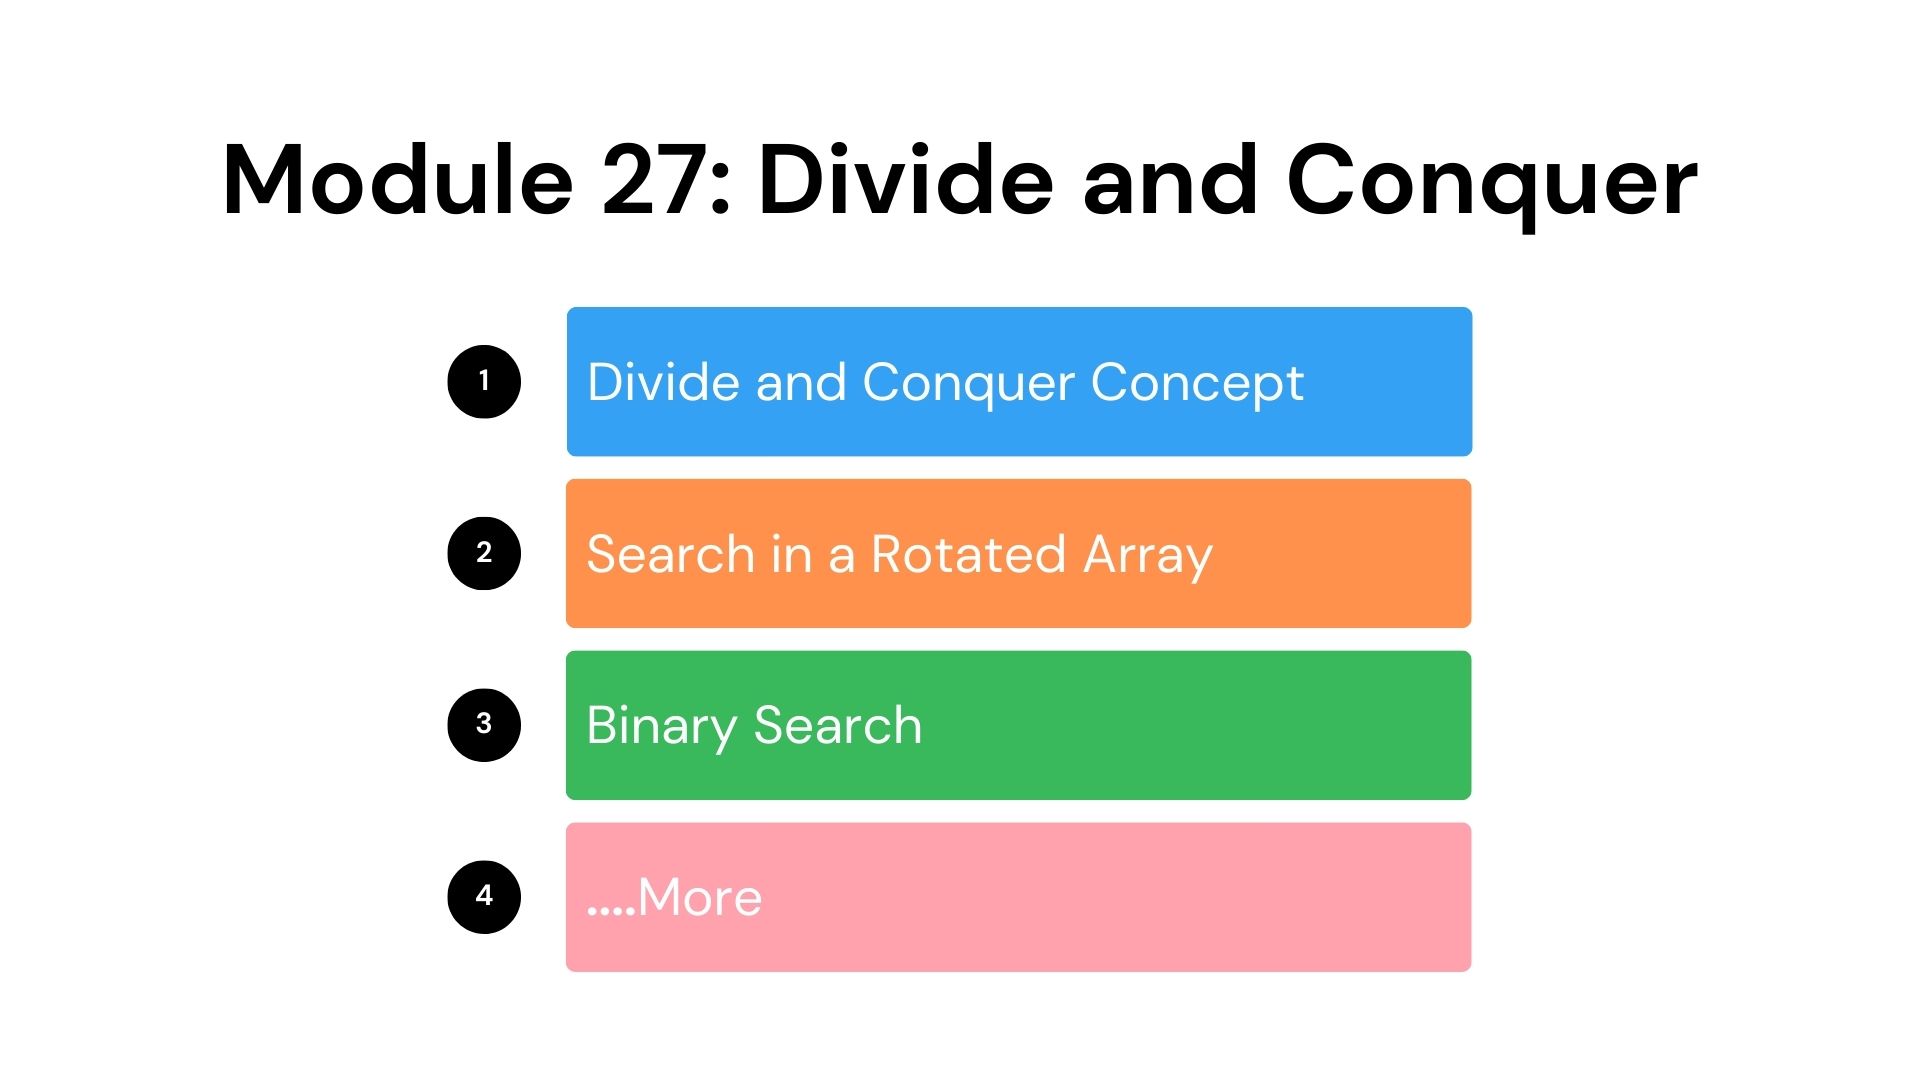 Module 27: Divide and Conquer
1
Divide and Conquer Concept
2
Search in a Rotated Array
3
Binary Search
4
....More